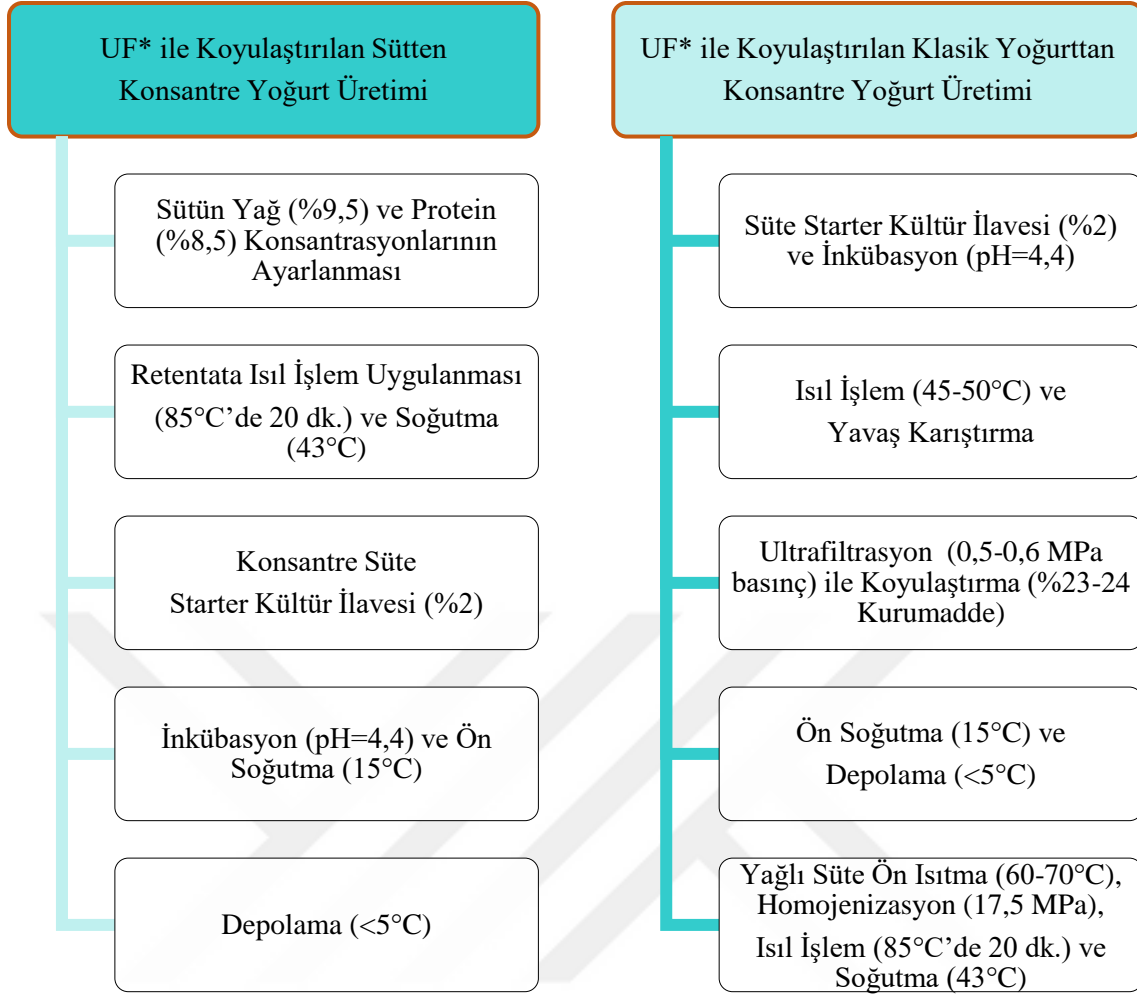 UF* ile Koyulaştırılan Sütten
Konsantre Yoğurt Üretimi
Sütün Yağ (%9,5) ve Protein
(%8,5) Konsantrasyonlarının
Ayarlanması
Retentata Isıl İşlem Uygulanması
(85°C’de 20 dk.) ve Soğutma
(43°C)
Konsantre Süte
Starter Kültür İlavesi (%2)
İnkübasyon (pH=4,4) ve Ön
Soğutma (15°C)
Depolama (<5°C)
UF* ile Koyulaştırılan Klasik Yoğurttan
Konsantre Yoğurt Üretimi
Süte Starter Kültür İlavesi (%2)
ve İnkübasyon (pH=4,4)
Isıl İşlem (45-50°C) ve
Yavaş Karıştırma
Ultrafiltrasyon (0,5-0,6 MPa
basınç) ile Koyulaştırma (%23-24
Kurumadde)
Ön Soğutma (15°C) ve
Depolama (<5°C)
Yağlı Süte Ön Isıtma (60-70°C),
Homojenizasyon (17,5 MPa),
Isıl İşlem (85°C’de 20 dk.) ve
Soğutma (43°C)